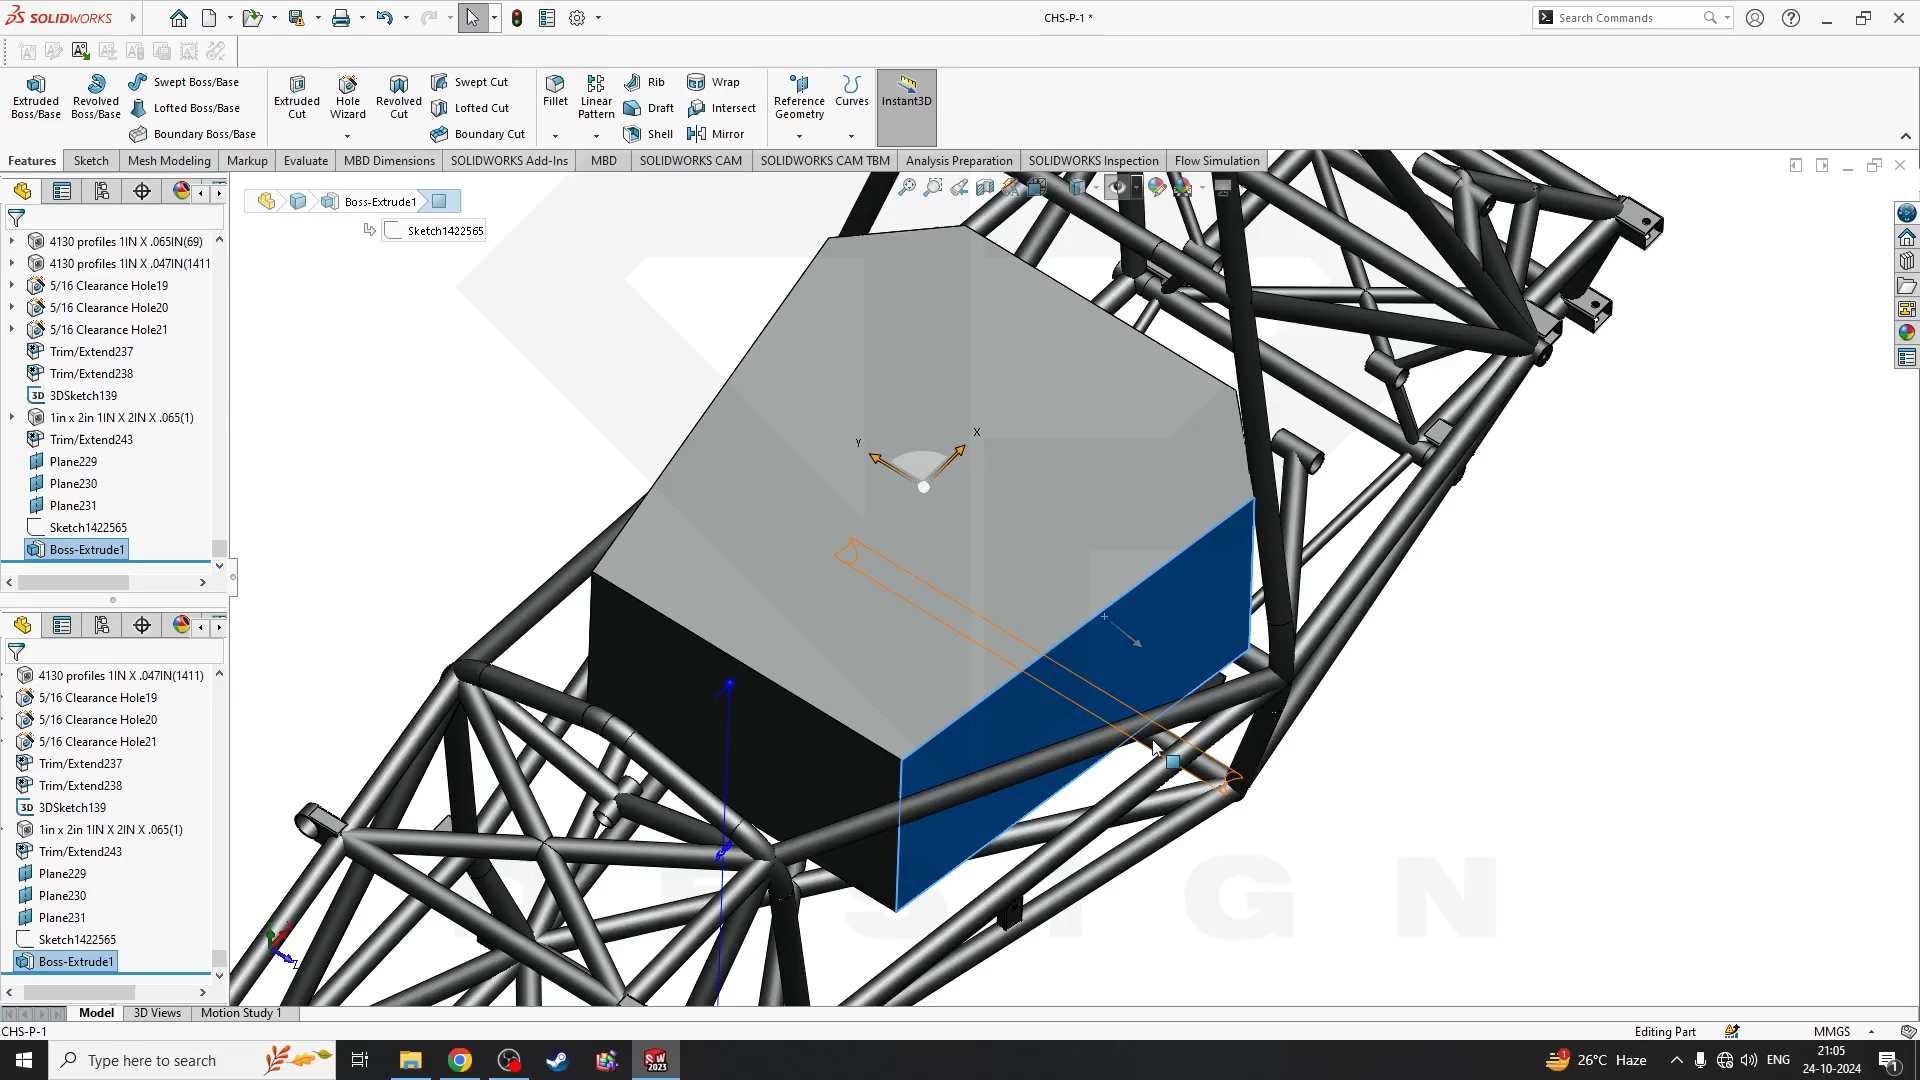 SOLIDWORKS
CHS-P-1 *
Search Commands
Extruded Boss/Base
Revolved Boss/Base
Swept Boss/Base
Lofted Boss/Base
Boundary Boss/Base
Extruded Cut
Hole Wizard
Revolved Cut
Swept Cut
Lofted Cut
Boundary Cut
Fillet
Linear Pattern
Rib
Draft
Shell
Wrap
Intersect
Mirror
Reference Geometry
Curves
Instant3D
Features
Sketch
Mesh Modeling
Markup
Evaluate
MBD Dimensions
SOLIDWORKS Add-Ins
MBD
SOLIDWORKS CAM
SOLIDWORKS CAM TBM
Analysis Preparation
SOLIDWORKS Inspection
Flow Simulation
Boss-Extrude1
Sketch1422565
4130 profiles 1IN X .065IN(69)
4130 profiles 1IN X .047IN(1411
5/16 Clearance Hole19
5/16 Clearance Hole20
5/16 Clearance Hole21
Trim/Extend237
Trim/Extend238
3D 3DSketch139
1in x 2in 1IN X 2IN X .065(1)
Trim/Extend243
Plane229
Plane230
Plane231
Sketch1422565
Boss-Extrude1
4130 profiles 1IN X .047IN(1411)
5/16 Clearance Hole19
5/16 Clearance Hole20
5/16 Clearance Hole21
Trim/Extend237
Trim/Extend238
3D 3DSketch139
1in x 2in 1IN X 2IN X .065(1)
Trim/Extend243
Plane229
Plane230
Plane231
Sketch1422565
Boss-Extrude1
Y
X
Z
D E S I G N
Model
3D Views
Motion Study 1
CHS-P-1
Editing Part
MMGS
Type here to search
SW 2023
1
26°C Haze
ENG
21:05
24-10-2024
1